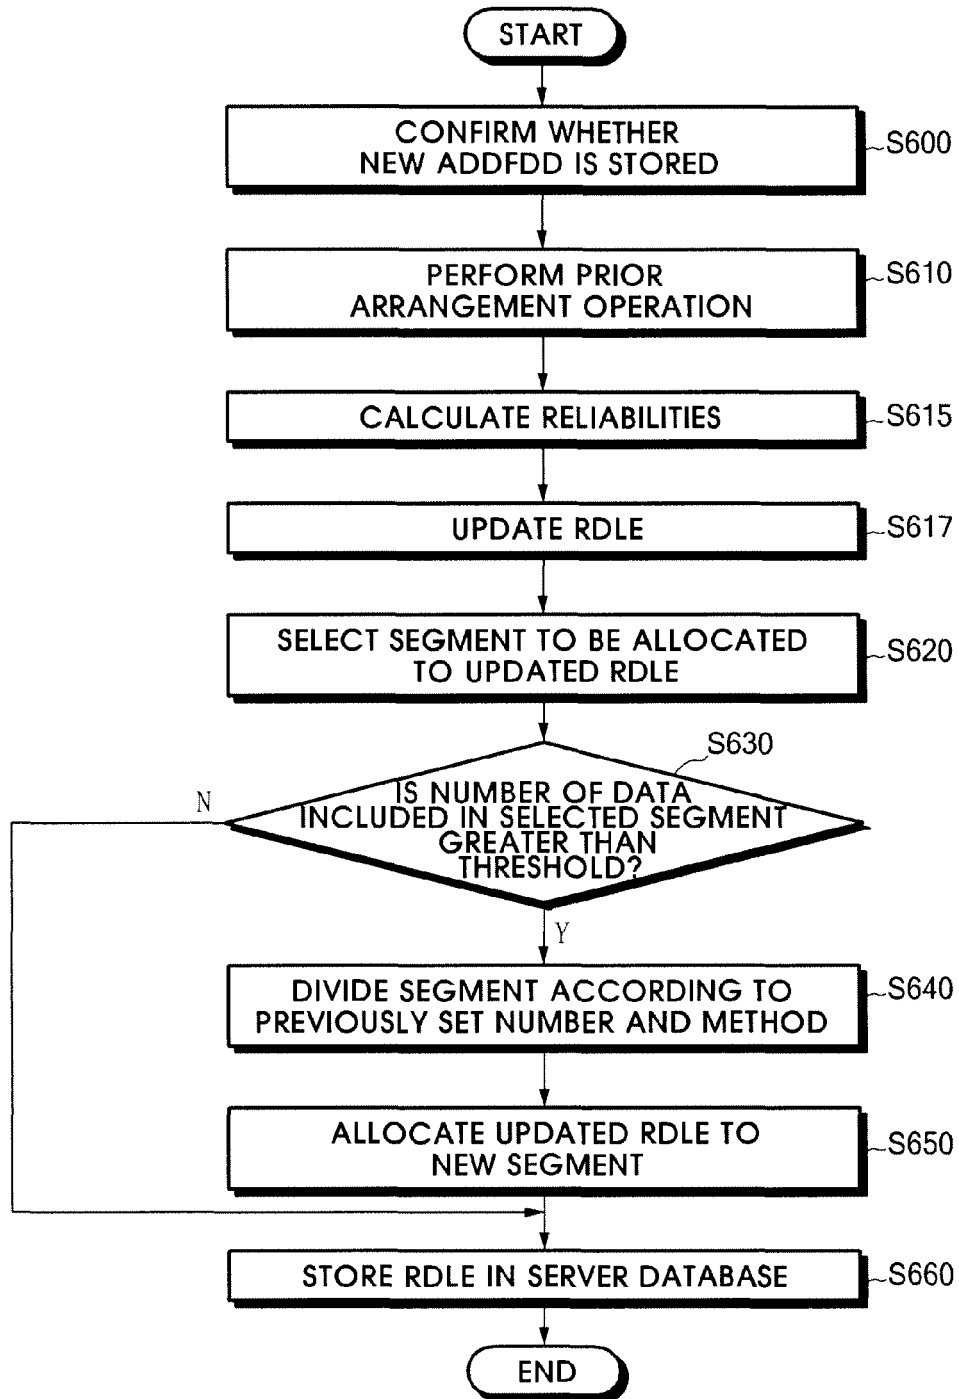 START
CONFIRM WHETHER
NEW ADDFDD IS STORED
S600
PERFORM PRIOR
ARRANGEMENT OPERATION
S610
CALCULATE RELIABILITIES
S615
UPDATE RDLE
S617
SELECT SEGMENT TO BE ALLOCATED
TO UPDATED RDLE
S620
S630
IS NUMBER OF DATA
INCLUDED IN SELECTED SEGMENT
GREATER THAN
THRESHOLD?
N
Y
DIVIDE SEGMENT ACCORDING TO
PREVIOUSLY SET NUMBER AND METHOD
S640
ALLOCATE UPDATED RDLE TO
NEW SEGMENT
S650
STORE RDLE IN SERVER DATABASE
S660
END